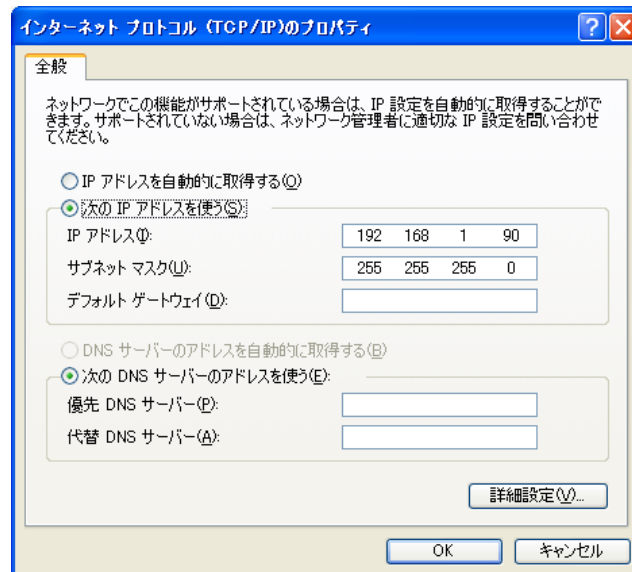 インターネット プロトコル (TCP/IP)のプロパティ
全般
ネットワークでこの機能がサポートされている場合は、IP 設定を自動的に取得することがで
きます。サポートされていない場合は、ネットワーク管理者に適切な IP 設定を問い合わせ
てください。
IP アドレスを自動的に取得する(O)
次の IP アドレスを使う(S):
IP アドレス(I): 192 168 1 90
サブネット マスク(U): 255 255 255 0
デフォルト ゲートウェイ(D):
DNS サーバーのアドレスを自動的に取得する(B)
次の DNS サーバーのアドレスを使う(E):
優先 DNS サーバー(P):
代替 DNS サーバー(A):
詳細設定(V)...
OK キャンセル